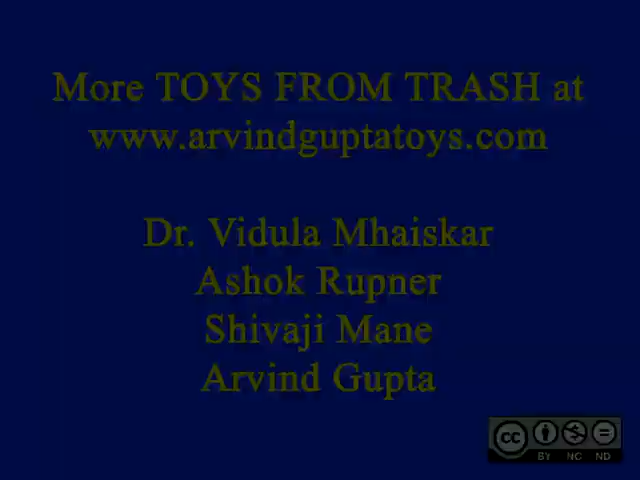 More TOYS FROM TRASH at
www.arvindguptatoys.com
Dr. Vidula Mhaiskar
Ashok Rupner
Shivaji Mane
Arvind Gupta
cc
BY NC ND